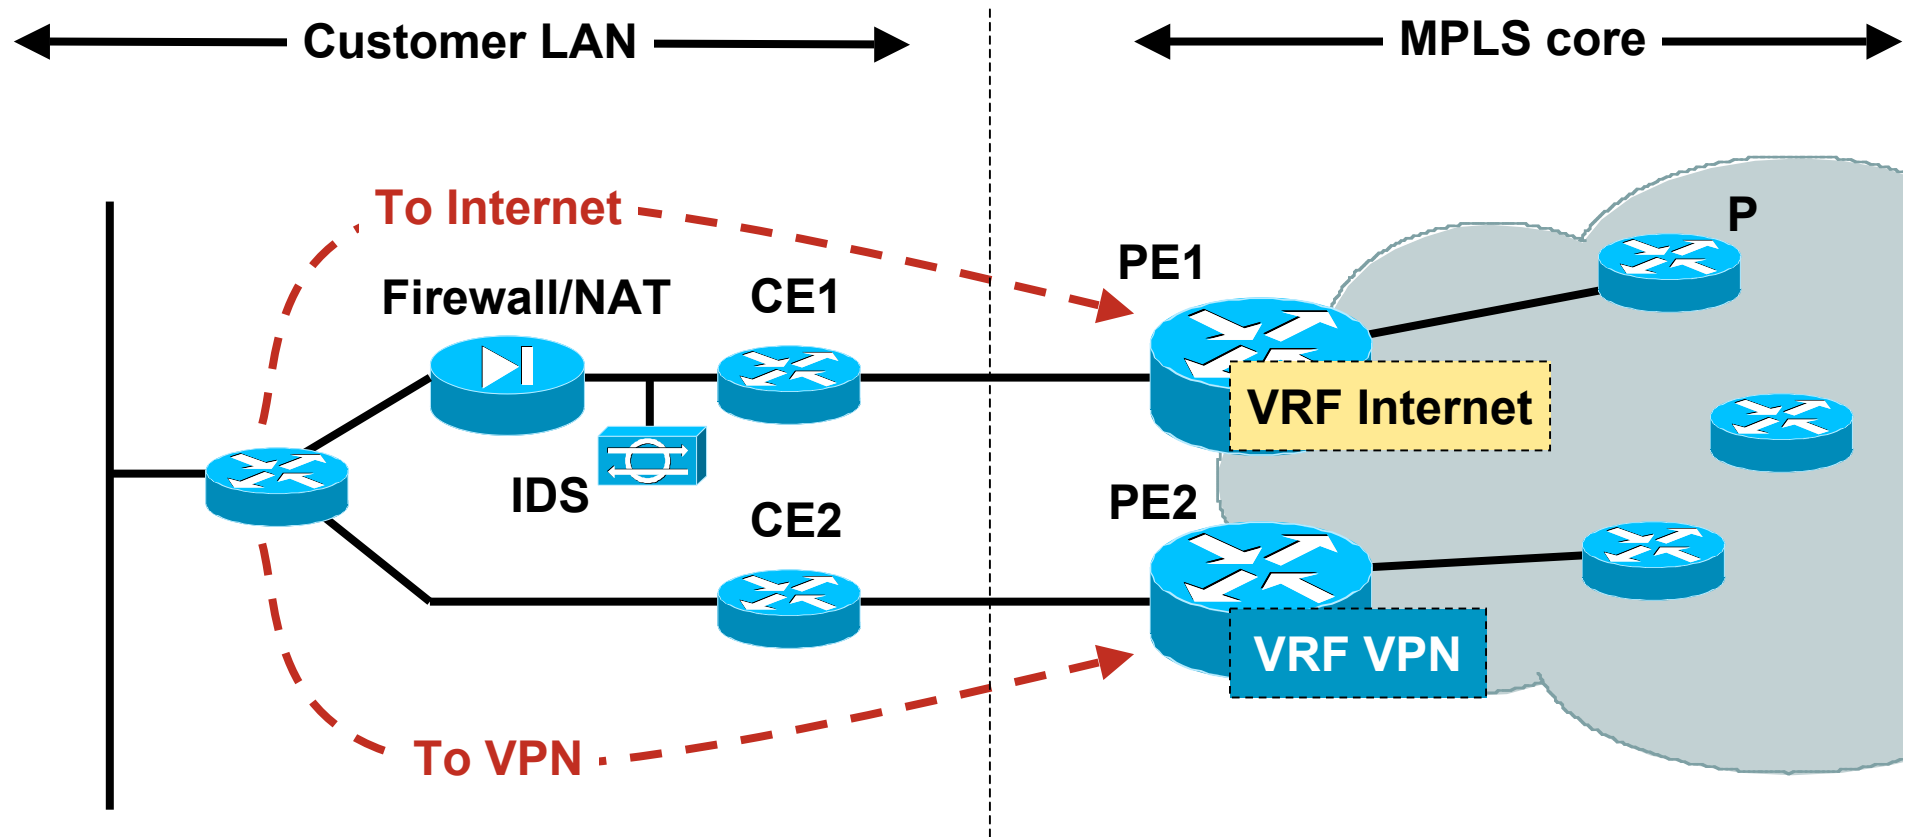 Customer LAN
MPLS core
To Internet
P
PE1
Firewall/NAT
CE1
VRF Internet
IDS
PE2
CE2
VRF VPN
To VPN